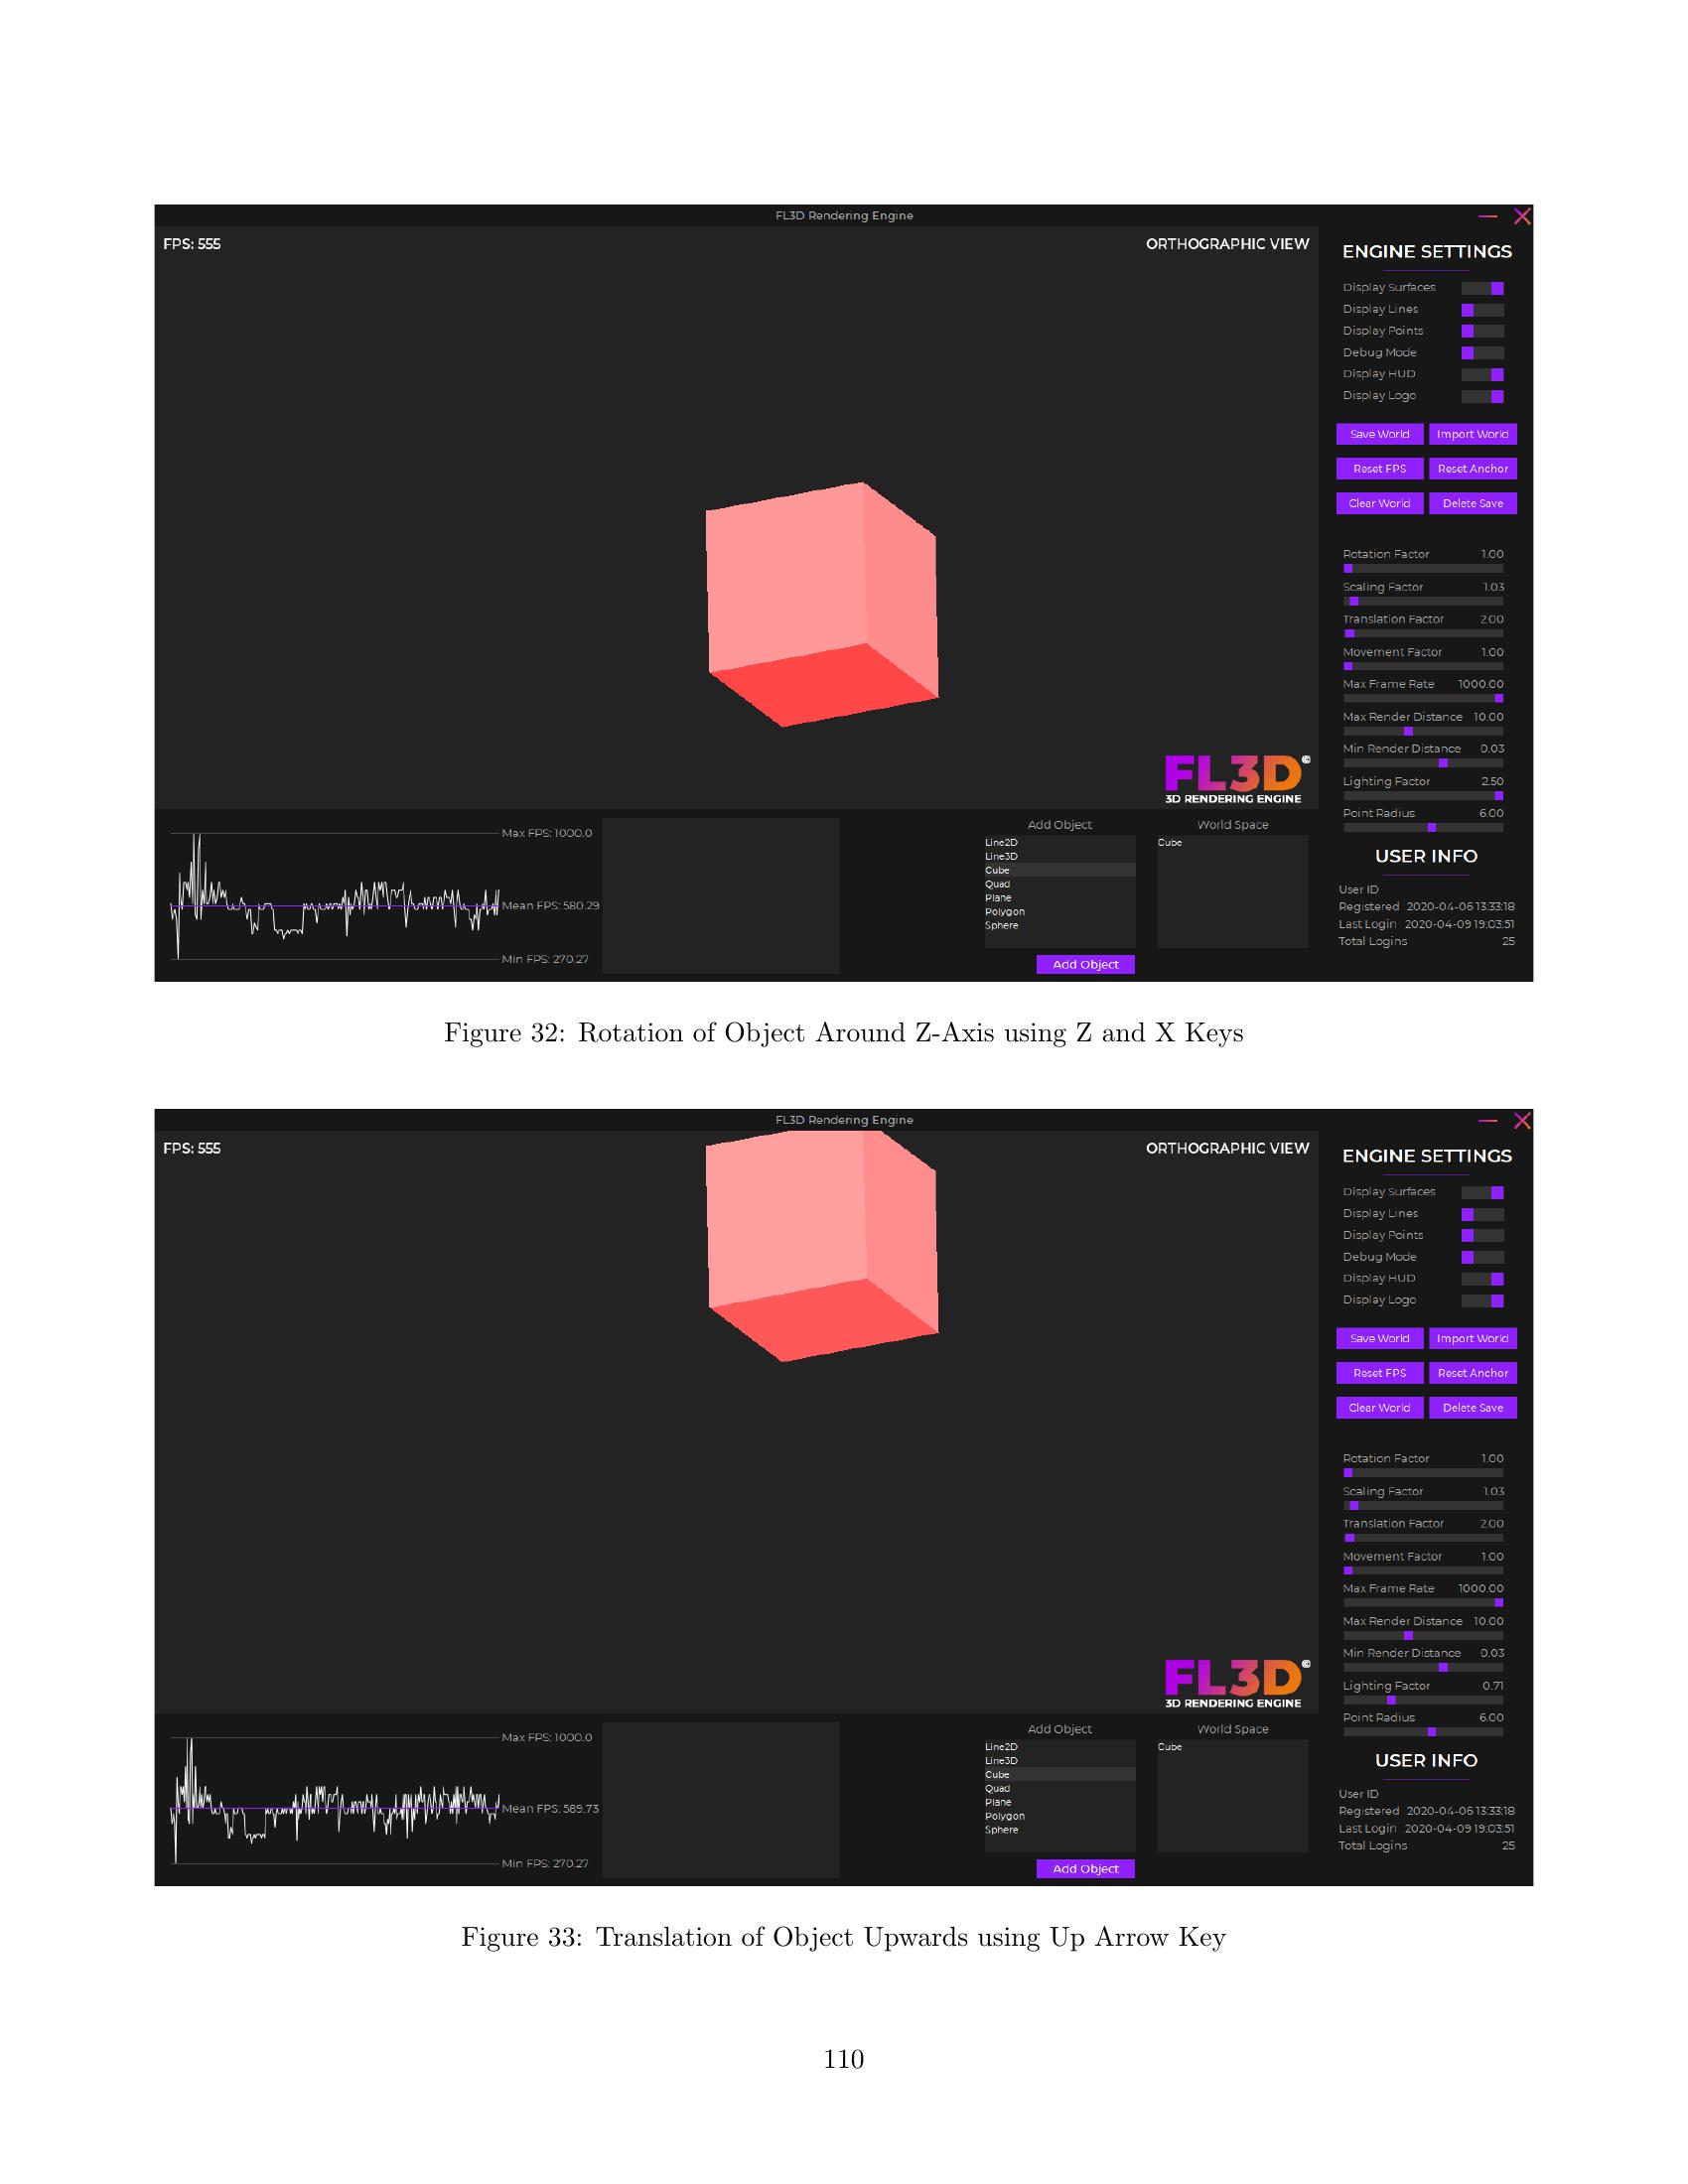 FL3D Rendering Engine
FPS: 555
ORTHOGRAPHIC VIEW
FL3D©
3D RENDERING ENGINE
ENGINE SETTINGS
Display Surfaces
Display Lines
Display Points
Debug Mode
Display HUD
Display Logo
Save World Import World
Reset FPS Reset Anchor
Clear World Delete Save
Rotation Factor 1.00
Scaling Factor 1.03
Translation Factor 2.00
Movement Factor 1.00
Max Frame Rate 1000.00
Max Render Distance 10.00
Min Render Distance 0.03
Lighting Factor 2.50
Point Radius 6.00
USER INFO
User ID
Registered 2020-04-06 13:33:18
Last Login 2020-04-09 19:03:51
Total Logins 25
Max FPS: 1000.0
Mean FPS: 580.29
Min FPS: 270.27
Add Object
Line2D
Line3D
Cube
Quad
Plane
Polygon
Sphere
Add Object
World Space
Cube
Figure 32: Rotation of Object Around Z-Axis using Z and X Keys
FL3D Rendering Engine
FPS: 555
ORTHOGRAPHIC VIEW
FL3D©
3D RENDERING ENGINE
ENGINE SETTINGS
Display Surfaces
Display Lines
Display Points
Debug Mode
Display HUD
Display Logo
Save World Import World
Reset FPS Reset Anchor
Clear World Delete Save
Rotation Factor 1.00
Scaling Factor 1.03
Translation Factor 2.00
Movement Factor 1.00
Max Frame Rate 1000.00
Max Render Distance 10.00
Min Render Distance 0.03
Lighting Factor 0.71
Point Radius 6.00
USER INFO
User ID
Registered 2020-04-06 13:33:18
Last Login 2020-04-09 19:03:51
Total Logins 25
Max FPS: 1000.0
Mean FPS: 589.73
Min FPS: 270.27
Add Object
Line2D
Line3D
Cube
Quad
Plane
Polygon
Sphere
Add Object
World Space
Cube
Figure 33: Translation of Object Upwards using Up Arrow Key
110